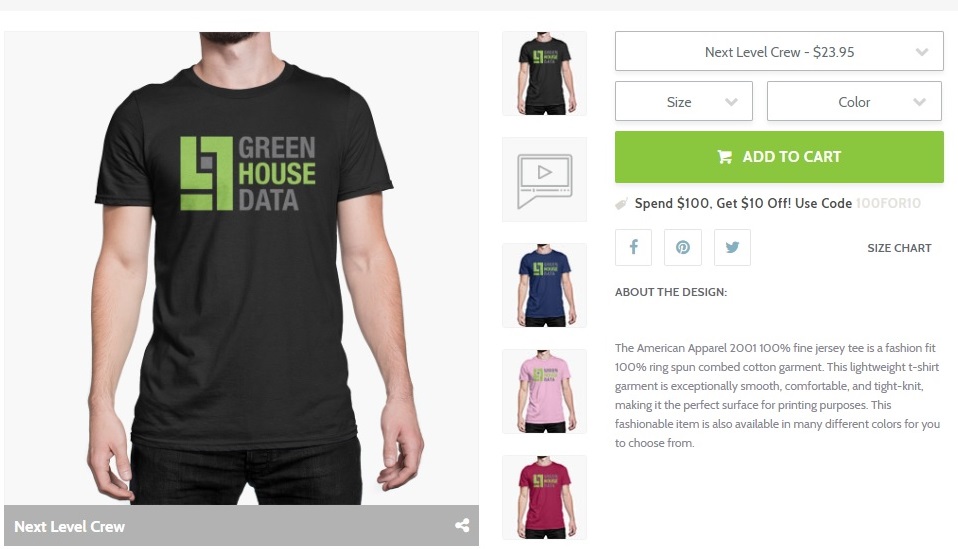 GREEN
HOUSE
DATA
Next Level Crew
Next Level Crew - $23.95
Size
Color
ADD TO CART
Spend $100, Get $10 Off! Use Code 100FOR10
SIZE CHART
ABOUT THE DESIGN:
The American Apparel 2001 100% fine jersey tee is a fashion fit
100% ring spun combed cotton garment. This lightweight t-shirt
garment is exceptionally smooth, comfortable, and tight-knit,
making it the perfect surface for printing purposes. This
fashionable item is also available in many different colors for you
to choose from.